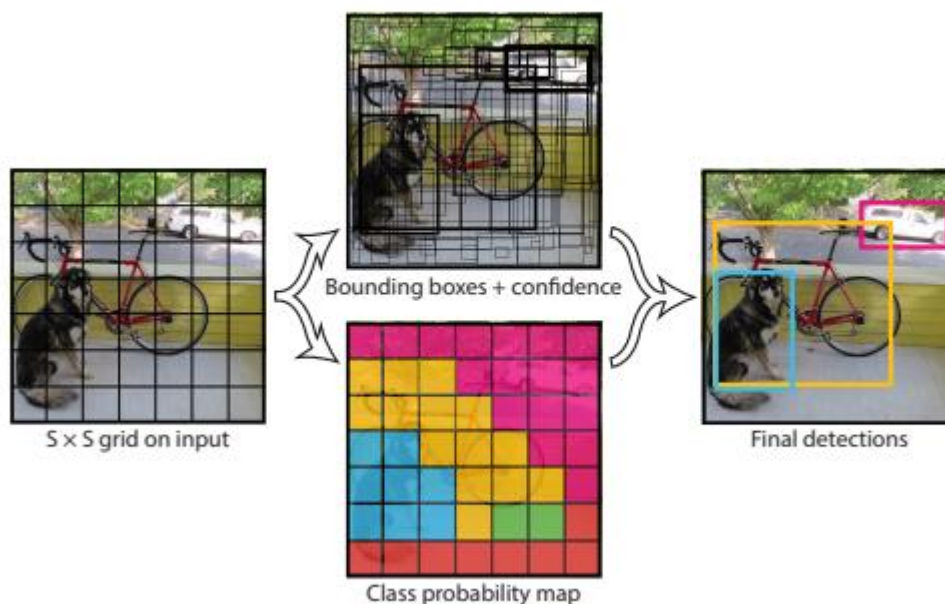 S × S grid on input
Bounding boxes + confidence
Class probability map
Final detections